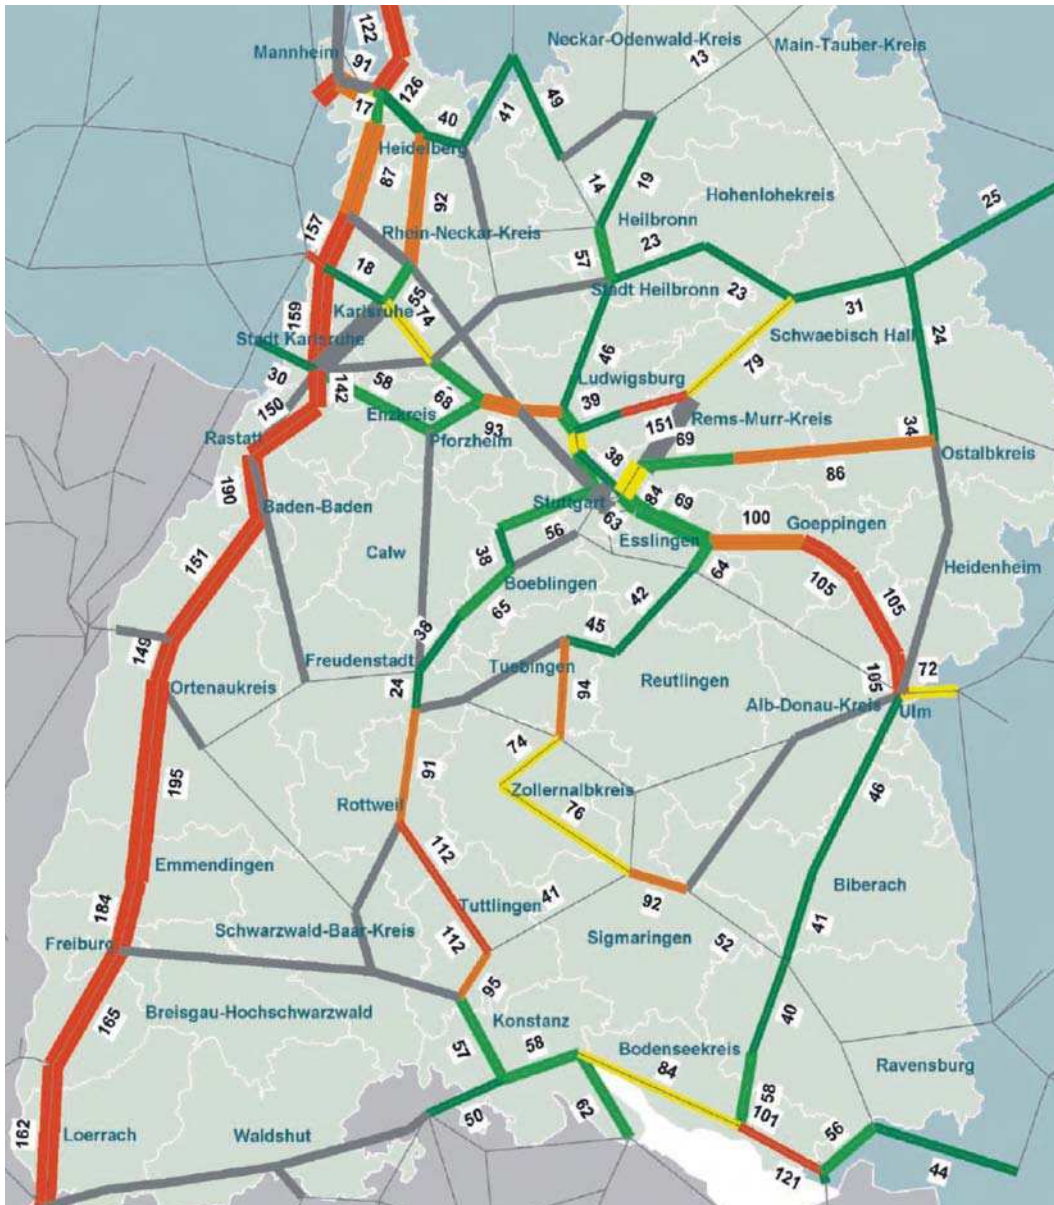 122
Neckar-Odenwald-Kreis
Main-Tauber-Kreis
Mannheim
13
91
126
49
41
17
40
Heidelberg
87
14
19
Hohenlohekreis
92
25
Heilbronn
157
Rhein-Neckar-Kreis
23
57
18
55
Stadt Heilbronn
23
31
Karlsruhe
74
159
Stadt Karlsruhe
Schwaebisch Hall
24
46
79
30
58
142
Ludwigsburg
68
39
150
Enzkreis
93
151
Rems-Murr-Kreis
34
Rastatt
Pforzheim
69
Ostalbkreis
38
86
190
84
69
Baden-Baden
Stuttgart
63
100
Goeppingen
56
Esslingen
Calw
38
151
64
Heidenheim
Boeblingen
105
105
42
65
38
45
149
Freudenstadt
Tuebingen
72
Ortenaukreis
94
Reutlingen
105
24
Alb-Donau-Kreis
Ulm
74
91
195
Zollernalbkreis
46
Rottweil
76
112
Emmendingen
Biberach
41
92
184
Tuttlingen
41
Schwarzwald-Baar-Kreis
112
Sigmaringen
52
Freiburg
95
165
Breisgau-Hochschwarzwald
Konstanz
40
58
57
Bodenseekreis
84
Ravensburg
58
62
50
101
162
Loerrach
Waldshut
56
121
44